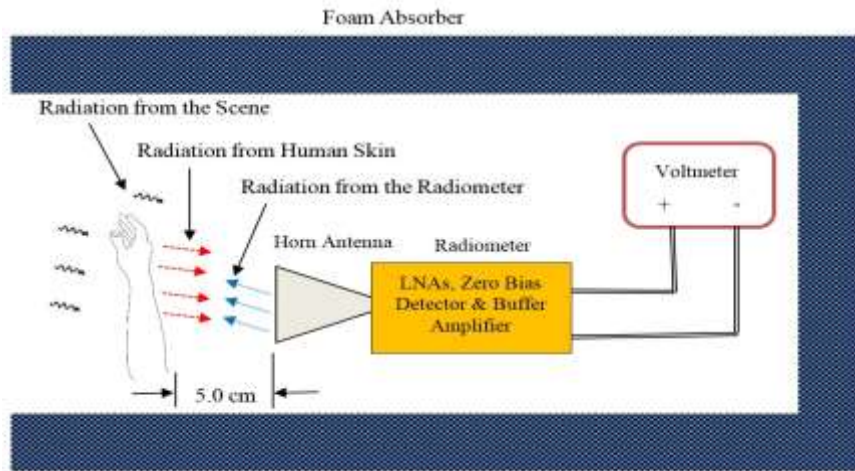 Foam Absorber
Radiation from the Scene
Radiation from Human Skin
Radiation from the Radiometer
Voltmeter
+ -
Horn Antenna
Radiometer
LNAs, Zero Bias
Detector & Buffer
Amplifier
5.0 cm